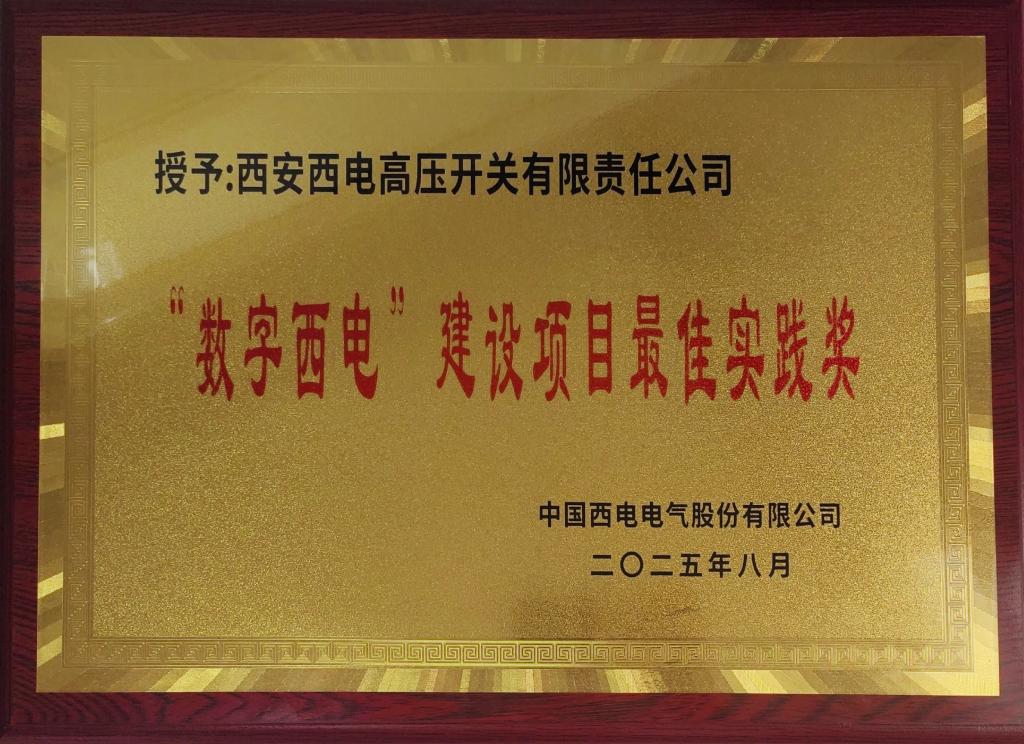 授予:西安西电高压开关有限责任公司
“数字西电”建设项目最佳实践奖
中国西电电气股份有限公司
二〇二五年八月